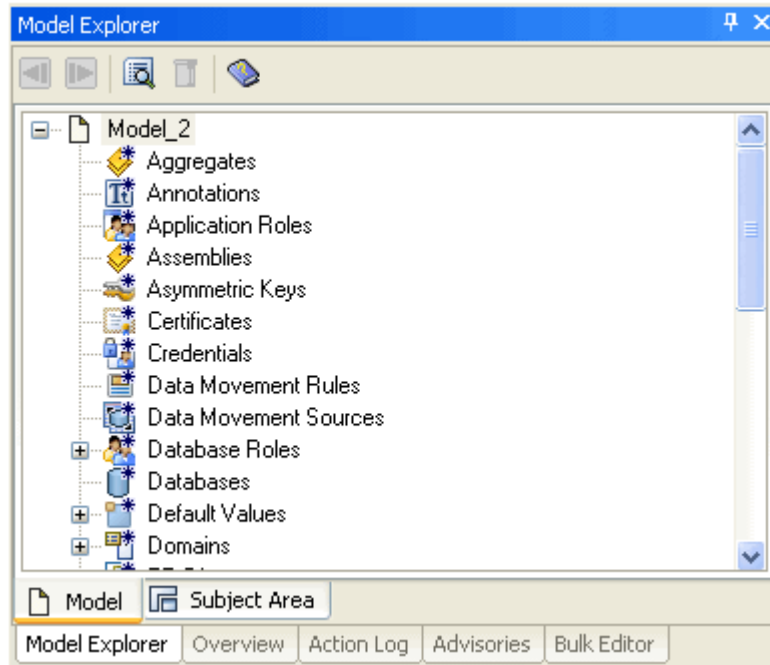 Model Explorer
Model_2
Aggregates
Annotations
Application Roles
Assemblies
Asymmetric Keys
Certificates
Credentials
Data Movement Rules
Data Movement Sources
Database Roles
Databases
Default Values
Domains
Model Subject Area
Model Explorer Overview Action Log Advisories Bulk Editor